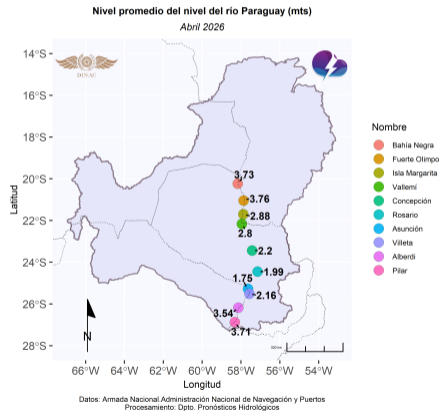 Nivel promedio del nivel del río Paraguay (mts)
Abril 2026
DINAC
14°S
16°S
18°S
20°S
22°S
24°S
26°S
28°S
Latitud
3.73
3.76
2.88
2.8
2.2
1.99
1.75
2.16
3.54
3.71
N
66°W
64°W
62°W
60°W
58°W
56°W
54°W
Longitud
Nombre
Bahía Negra
Fuerte Olimpo
Isla Margarita
Vallemí
Concepción
Rosario
Asunción
Villeta
Alberdi
Pilar
Datos: Armada Nacional.Administración Nacional de Navegación y Puertos
Procesamiento: Dpto. Pronósticos Hidrológicos